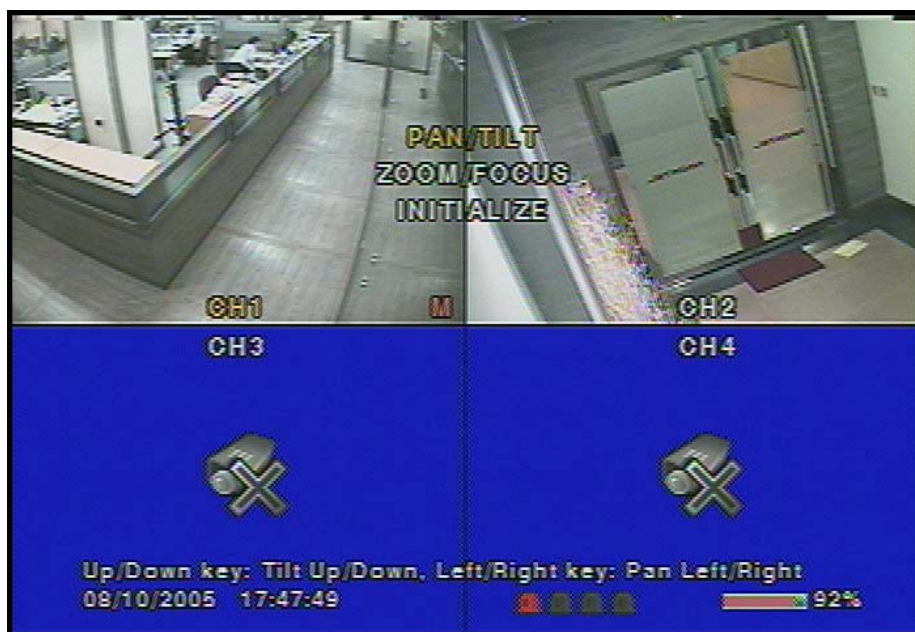 PAN/TILT
ZOOM/FOCUS
INITIALIZE
CH1 M
CH2
CH3
CH4
Up/Down key: Tilt Up/Down, Left/Right key: Pan Left/Right
08/10/2005 17:47:49
92%